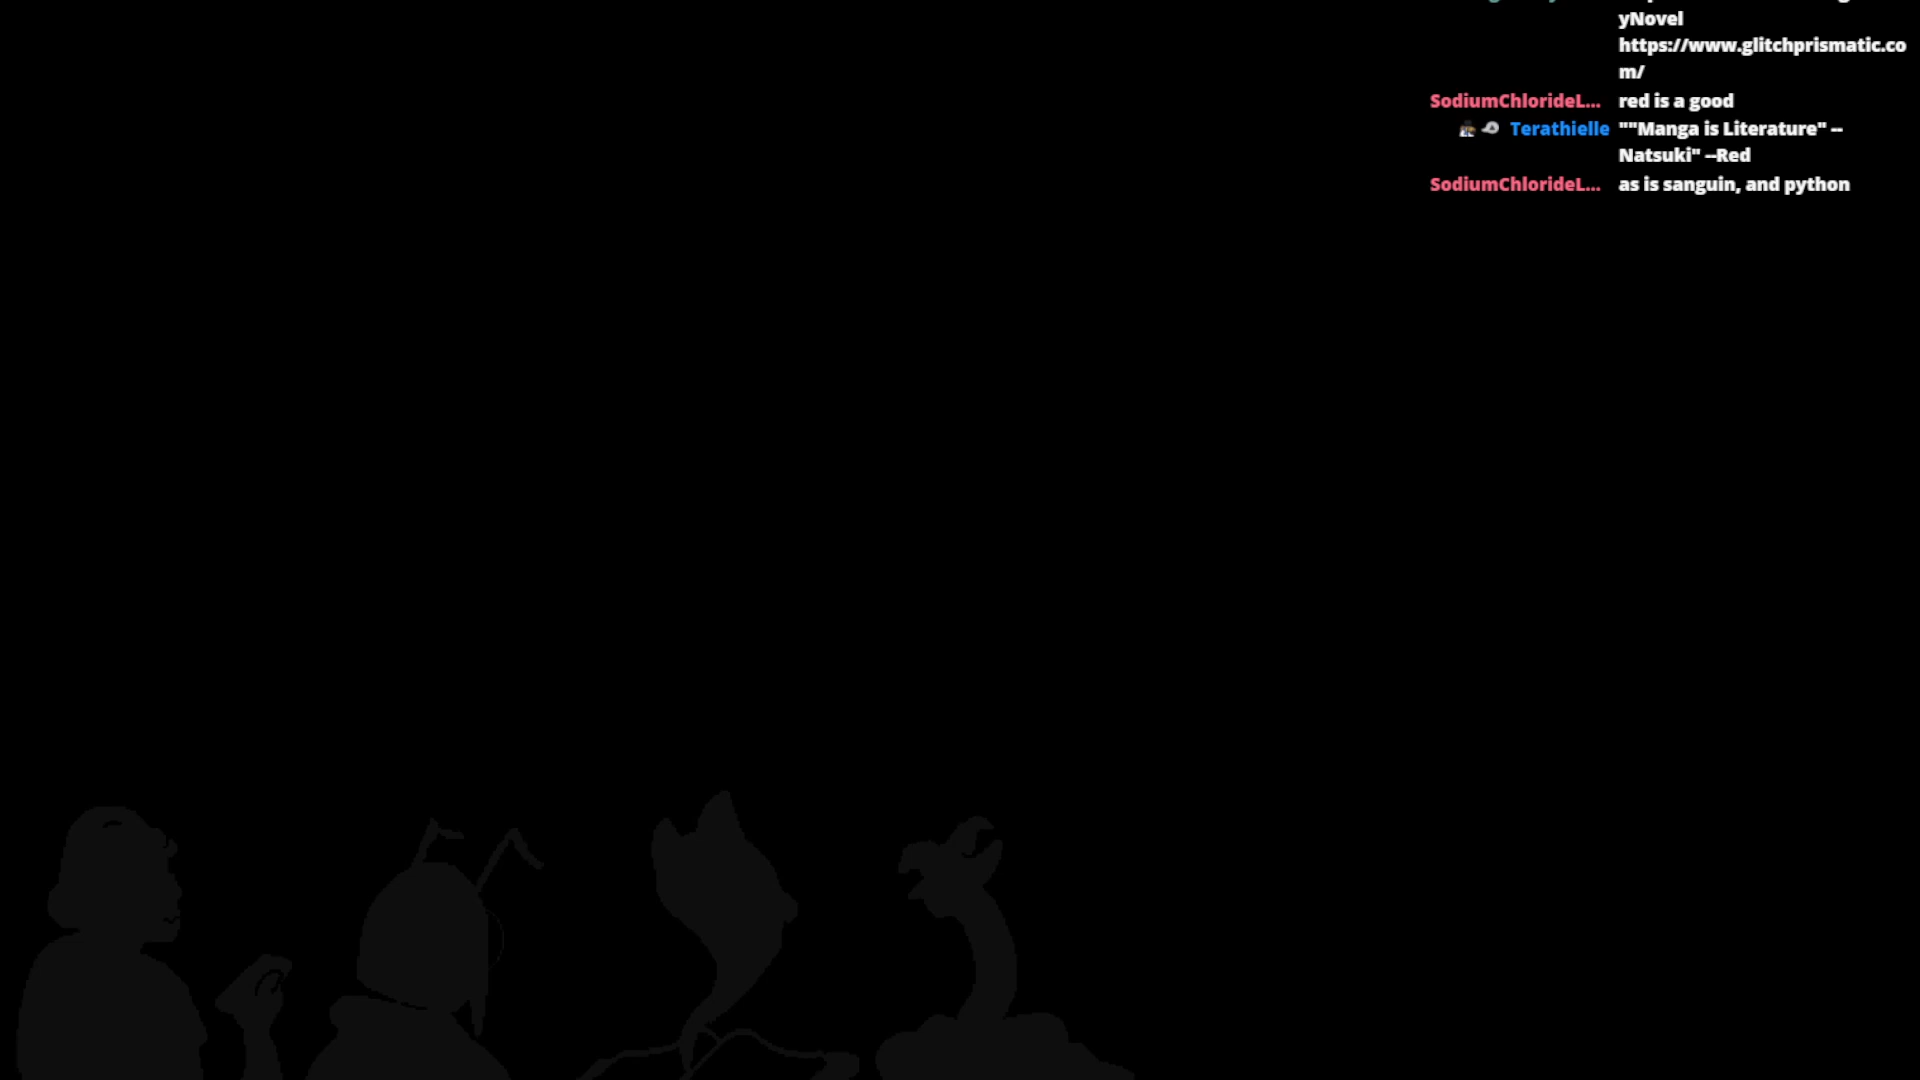 yNovel
https://www.glitchprismatic.co
m/
SodiumChlorideL... red is a good
Terathielle ""Manga is Literature" --
Natsuki" --Red
SodiumChlorideL... as is sanguin, and python